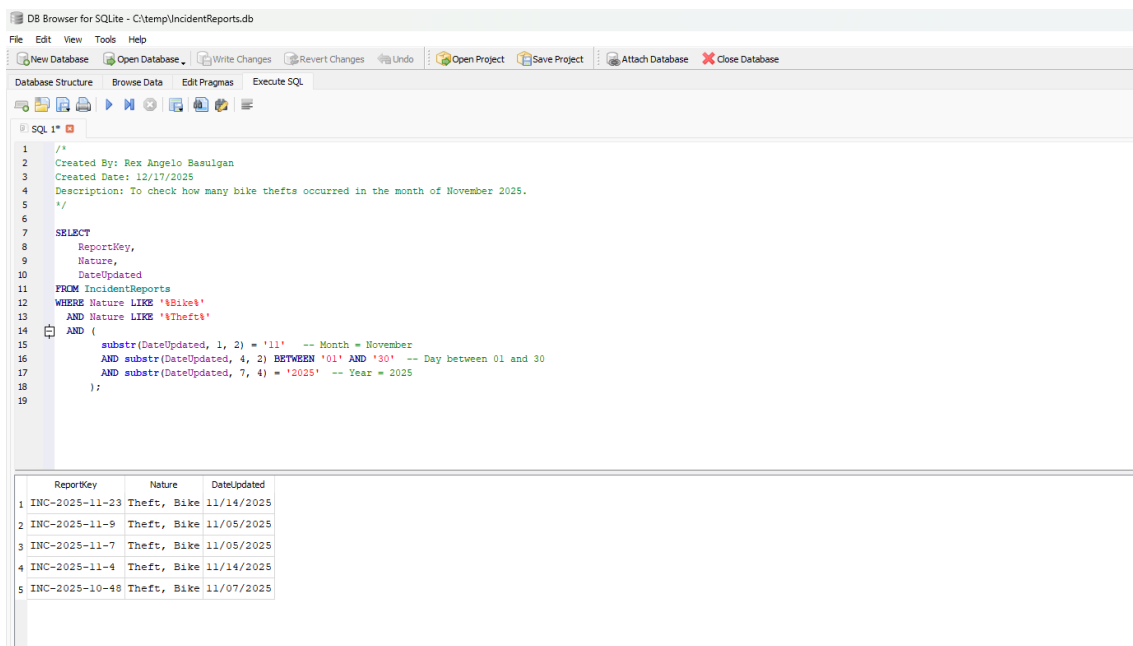 DB Browser for SQLite - C:\temp\IncidentReports.db
File Edit View Tools Help
New Database Open Database Write Changes Revert Changes Undo Open Project Save Project Attach Database Close Database
Database Structure Browse Data Edit Pragmas Execute SQL
SQL 1*
1 /*
2 Created By: Rex Angelo Basulgan
3 Created Date: 12/17/2025
4 Description: To check how many bike thefts occurred in the month of November 2025.
5 */
6
7 SELECT
8 ReportKey,
9 Nature,
10 DateUpdated
11 FROM IncidentReports
12 WHERE Nature LIKE '%Bike%'
13 AND Nature LIKE '%Theft%'
14 AND (
15 substr(DateUpdated, 1, 2) = '11' -- Month = November
16 AND substr(DateUpdated, 4, 2) BETWEEN '01' AND '30' -- Day between 01 and 30
17 AND substr(DateUpdated, 7, 4) = '2025' -- Year = 2025
18 );
19
ReportKey Nature DateUpdated
1 INC-2025-11-23 Theft, Bike 11/14/2025
2 INC-2025-11-9 Theft, Bike 11/05/2025
3 INC-2025-11-7 Theft, Bike 11/05/2025
4 INC-2025-11-4 Theft, Bike 11/14/2025
5 INC-2025-10-48 Theft, Bike 11/07/2025